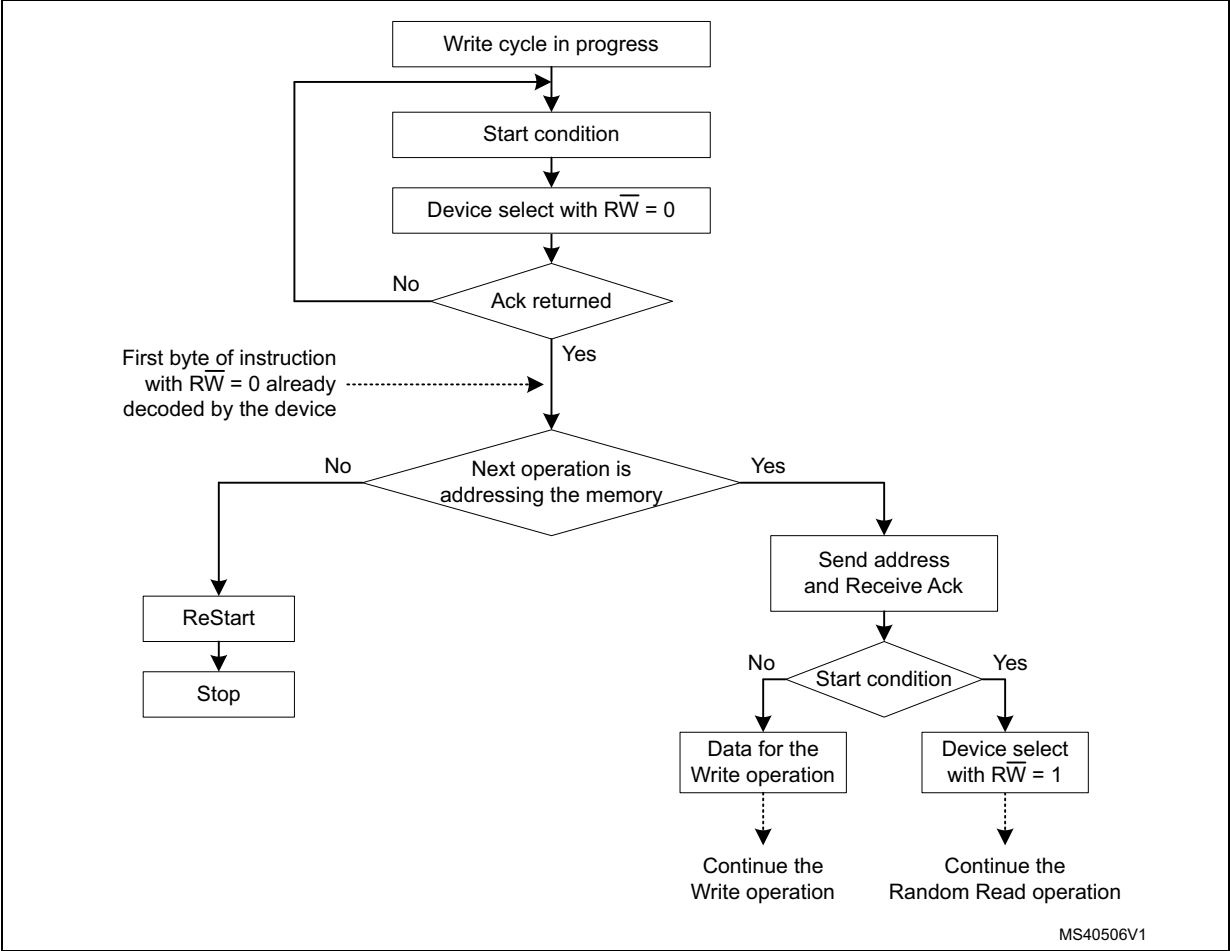 Write cycle in progress
Start condition
Device select with RW̅ = 0
No
Ack returned
Yes
First byte of instruction
with RW̅ = 0 already
decoded by the device
No
Next operation is
addressing the memory
Yes
Send address
and Receive Ack
ReStart
Stop
No
Start condition
Yes
Data for the
Write operation
Device select
with RW̅ = 1
Continue the
Write operation
Continue the
Random Read operation
MS40506V1